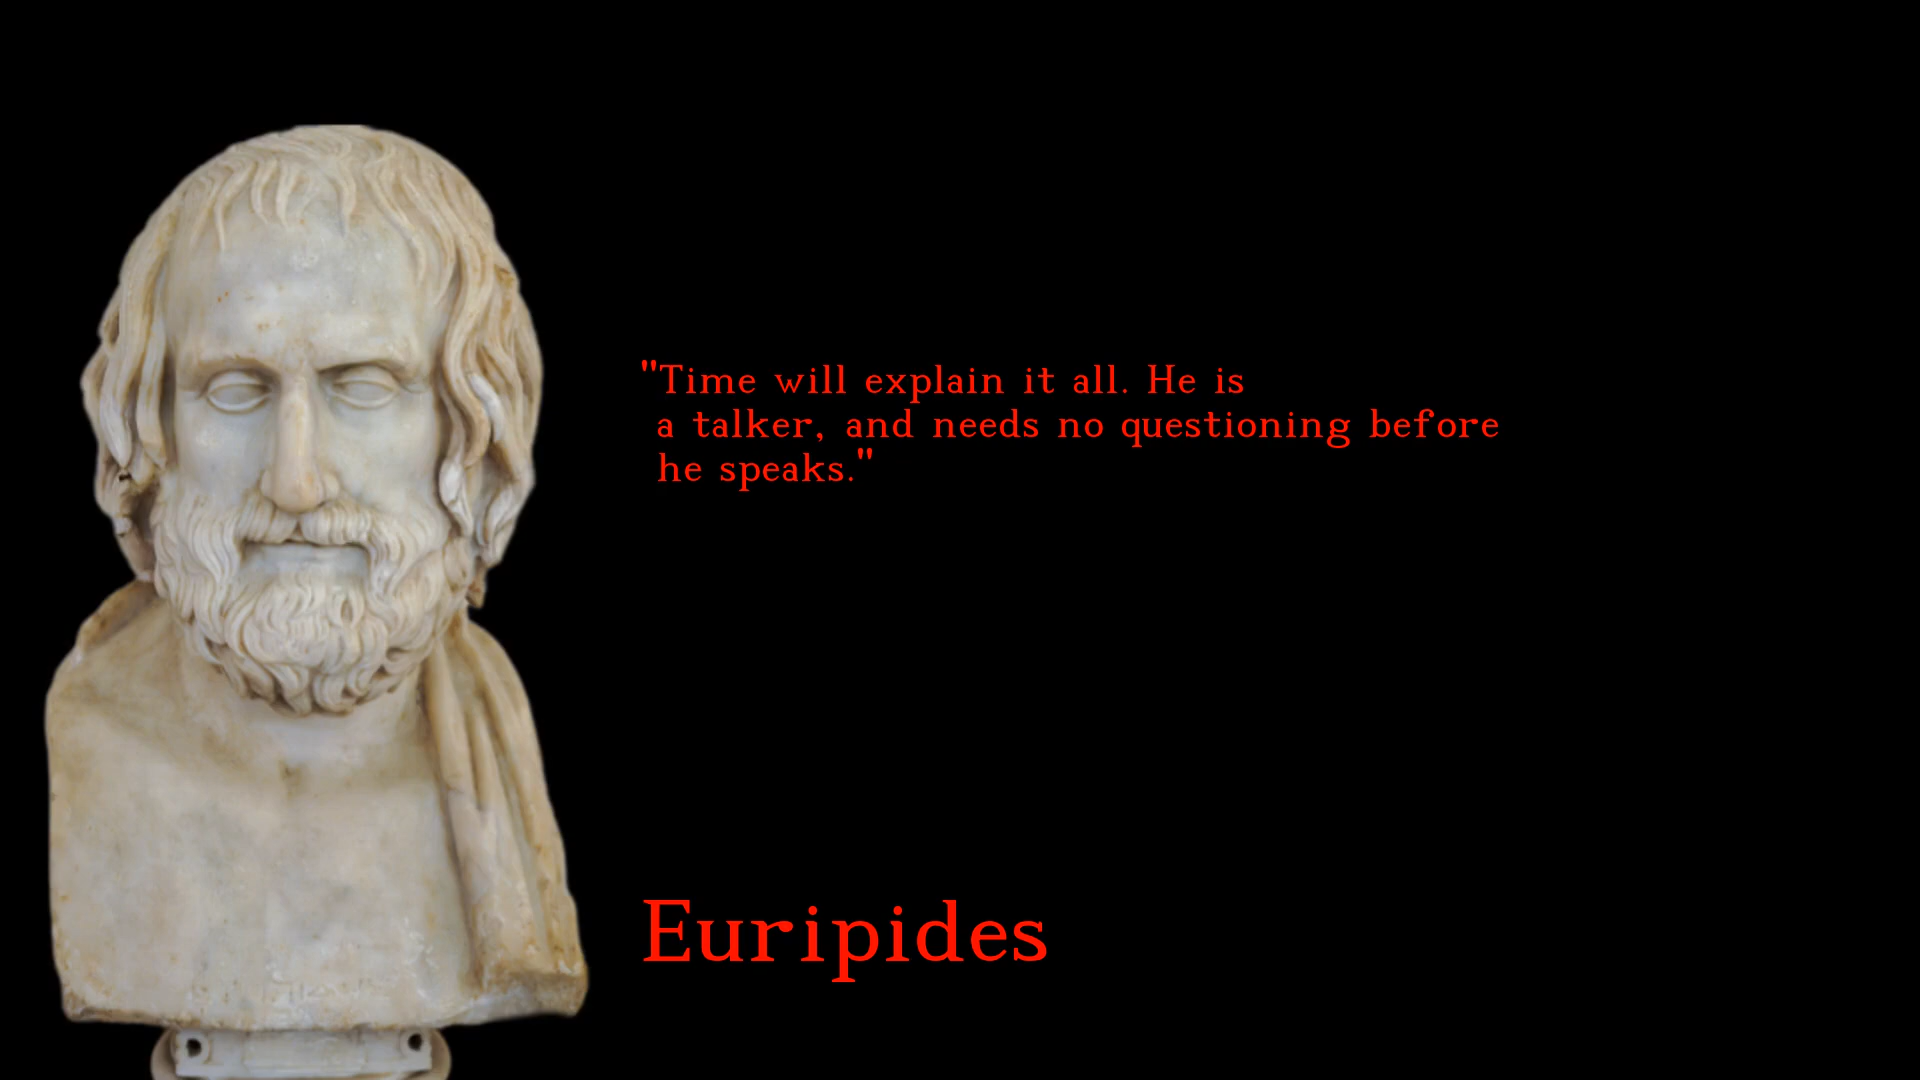 "Time will explain it all. He is
a talker, and needs no questioning before
he speaks."
Euripides